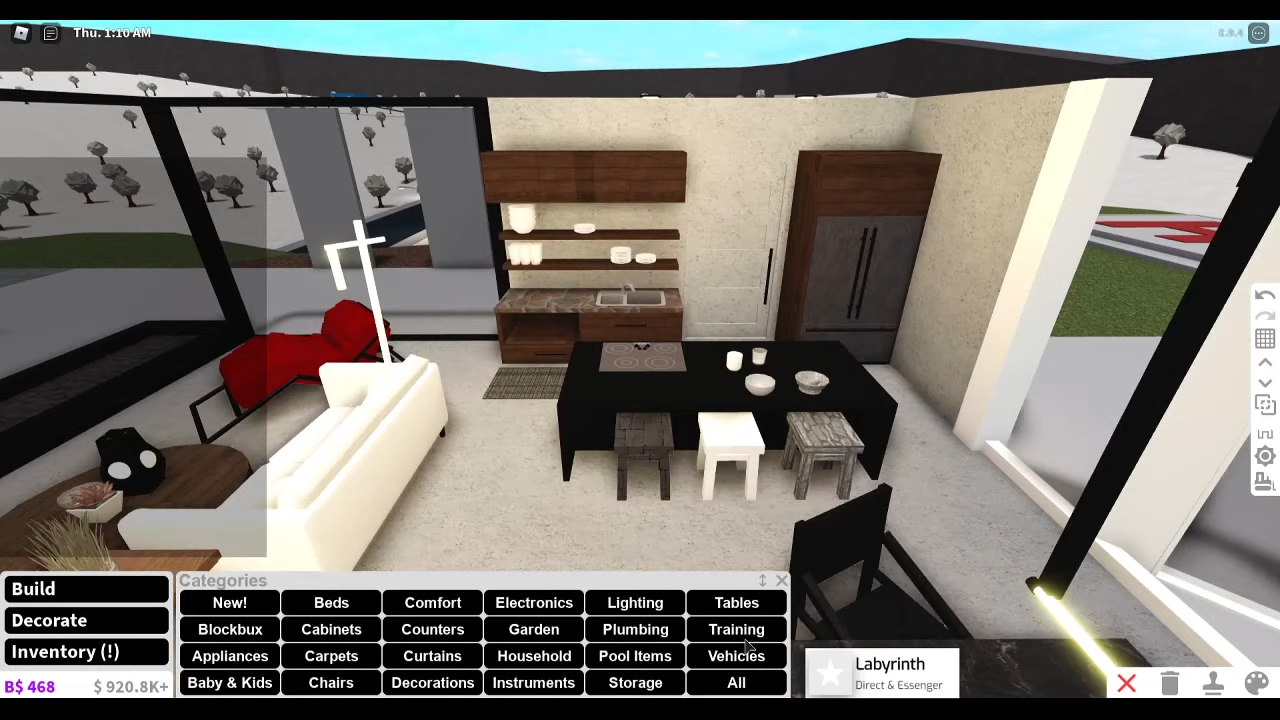 Thu. 1:10 AM
Build
Decorate
Inventory (!)
B$ 468 $ 920.8K+
Categories
New! Beds Comfort Electronics Lighting Tables
Blockbux Cabinets Counters Garden Plumbing Training
Appliances Carpets Curtains Household Pool Items Vehicles
Baby & Kids Chairs Decorations Instruments Storage All
Labyrinth
Direct & Essenger